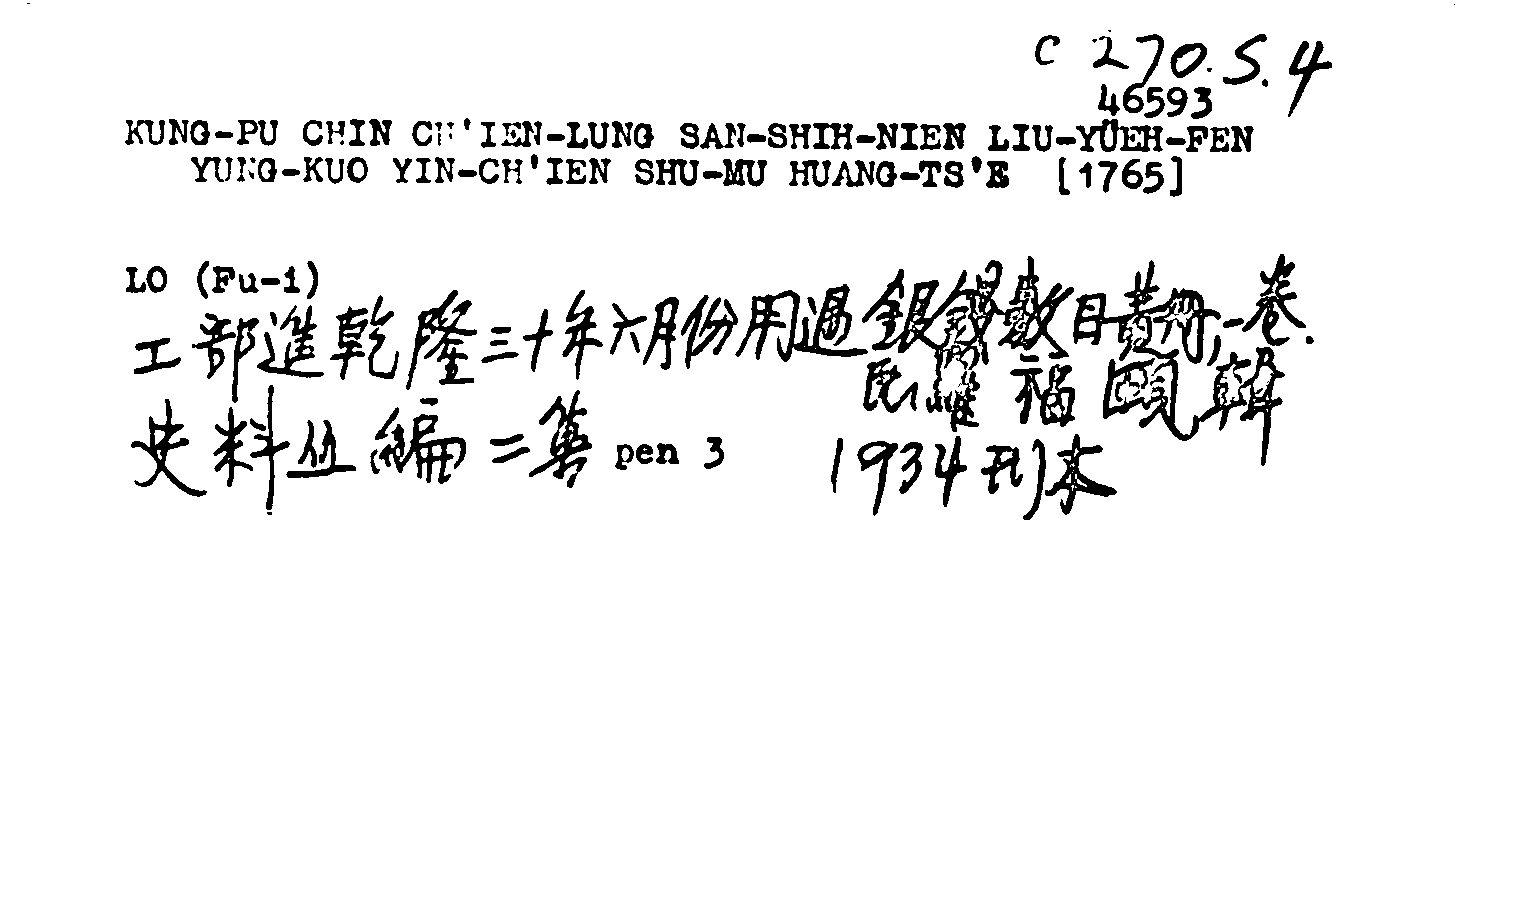 C 270. S. 4
46593
KUNG-PU CHIN CH'IEN-LUNG SAN-SHIH-NIEN LIU-YÜEH-FEN
YUNG-KUO YIN-CH'IEN SHU-MU HUANG-TS'E [1765]
LO (Fu-i)
工部進乾隆三十年六月份用過銀錢數目黃册,一卷.
民,羅福頤輯
史料丛編二集 pen 3 1934刊本